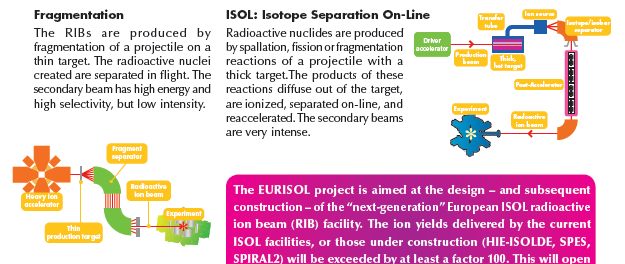 Fragmentation
The RIBs are produced by
fragmentation of a projectile on a
thin target. The radioactive nuclei
created are separated in flight. The
secondary beam has high energy and
high selectivity, but low intensity.
ISOL: Isotope Separation On-Line
Radioactive nuclides are produced
by spallation, fission or fragmentation
reactions of a projectile with a
thick target.The products of these
reactions diffuse out of the target,
are ionized, separated on-line, and
reaccelerated. The secondary beams
are very intense.
Transfer
tube
Ion source
Isotope/isobar
separator
Driver
accelerator
Production
beam
Thick,
hot target
Post-Accelerator
Experiment
Radioactive
ion beam
Fragment
separator
Radioactive
ion beam
Heavy ion
accelerator
Experiment
Thin
production target
The EURISOL project is aimed at the design – and subsequent
construction – of the “next-generation” European ISOL radioactive
ion beam (RIB) facility. The ion yields delivered by the current
ISOL facilities, or those under construction (HIE-ISOLDE, SPES,
SPIRAL2) will be exceeded by at least a factor 100. This will open